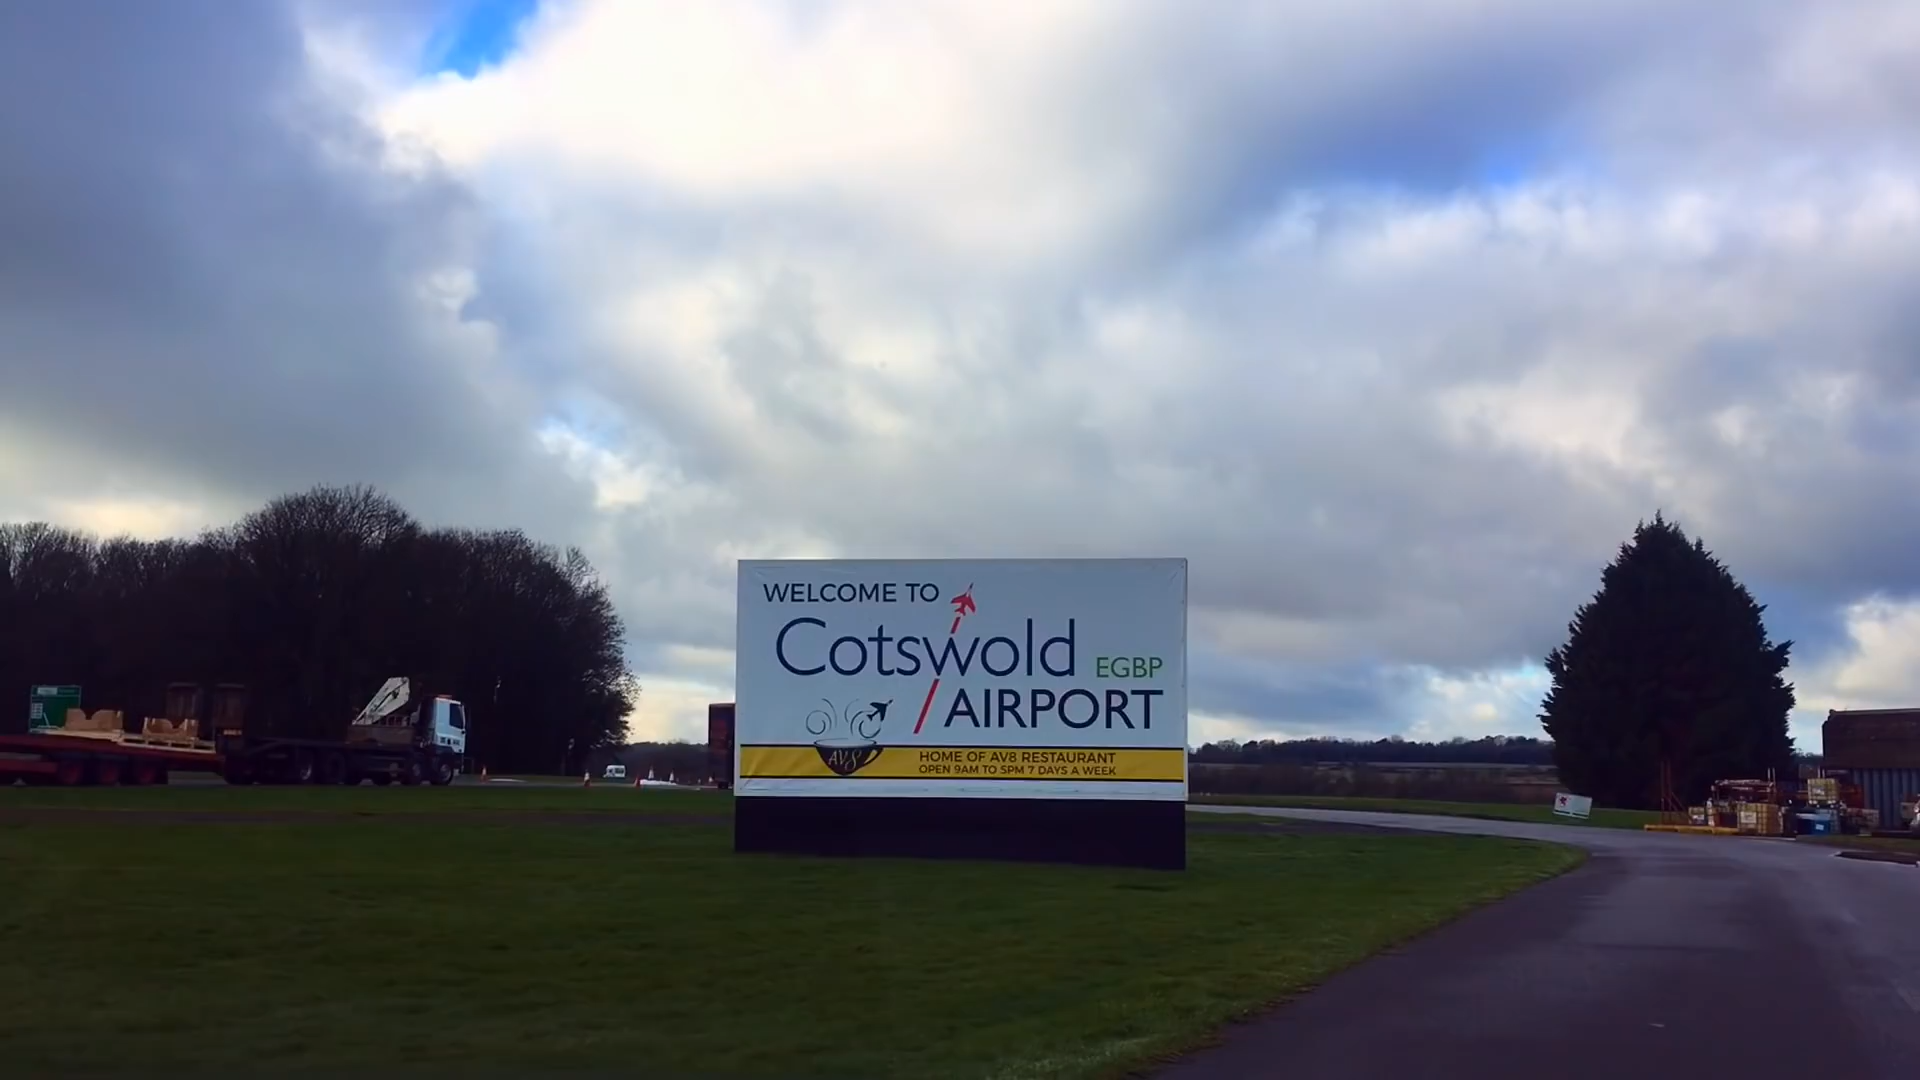 WELCOME TO
Cotswold
EGBP
AIRPORT
AV8
HOME OF AV8 RESTAURANT
OPEN 9AM TO 5PM 7 DAYS A WEEK